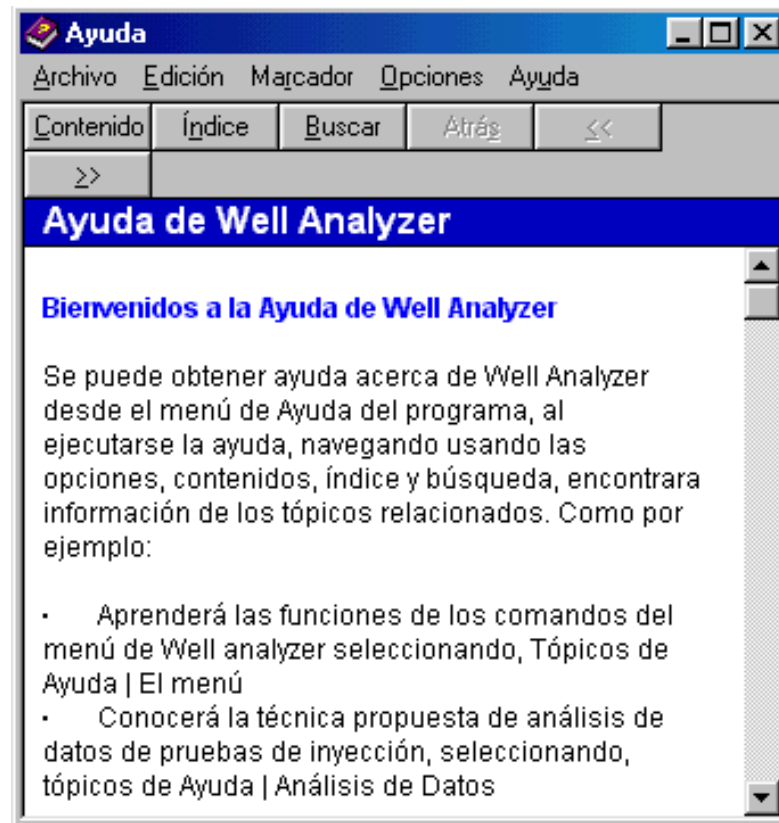 Ayuda
Archivo Edición Marcador Opciones Ayuda
Contenido Índice Buscar Atrás <<
>>
Ayuda de Well Analyzer
Bienvenidos a la Ayuda de Well Analyzer
Se puede obtener ayuda acerca de Well Analyzer
desde el menú de Ayuda del programa, al
ejecutarse la ayuda, navegando usando las
opciones, contenidos, índice y búsqueda, encontrara
información de los tópicos relacionados. Como por
ejemplo:
· Aprenderá las funciones de los comandos del
menú de Well analyzer seleccionando, Tópicos de
Ayuda | El menú
· Conocerá la técnica propuesta de análisis de
datos de pruebas de inyección, seleccionando,
tópicos de Ayuda | Análisis de Datos